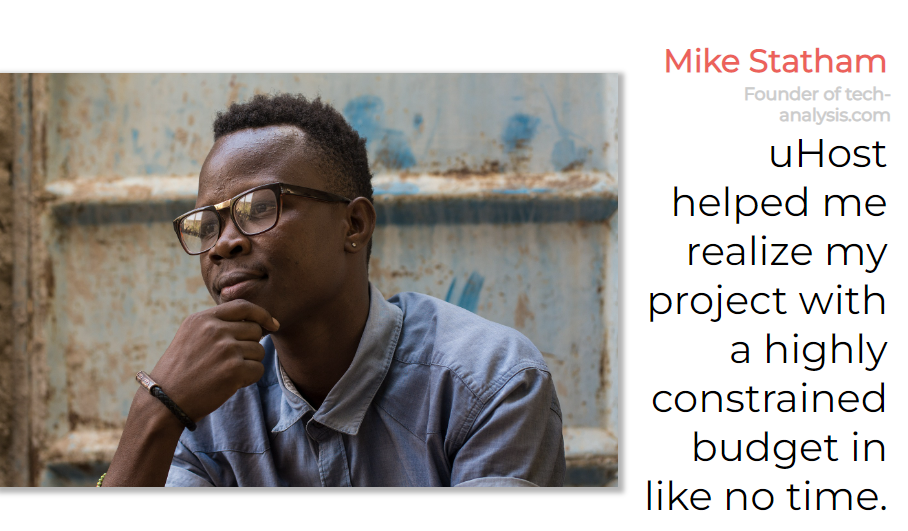 Mike Statham
Founder of tech-
analysis.com
uHost
helped me
realize my
project with
a highly
constrained
budget in
like no time.